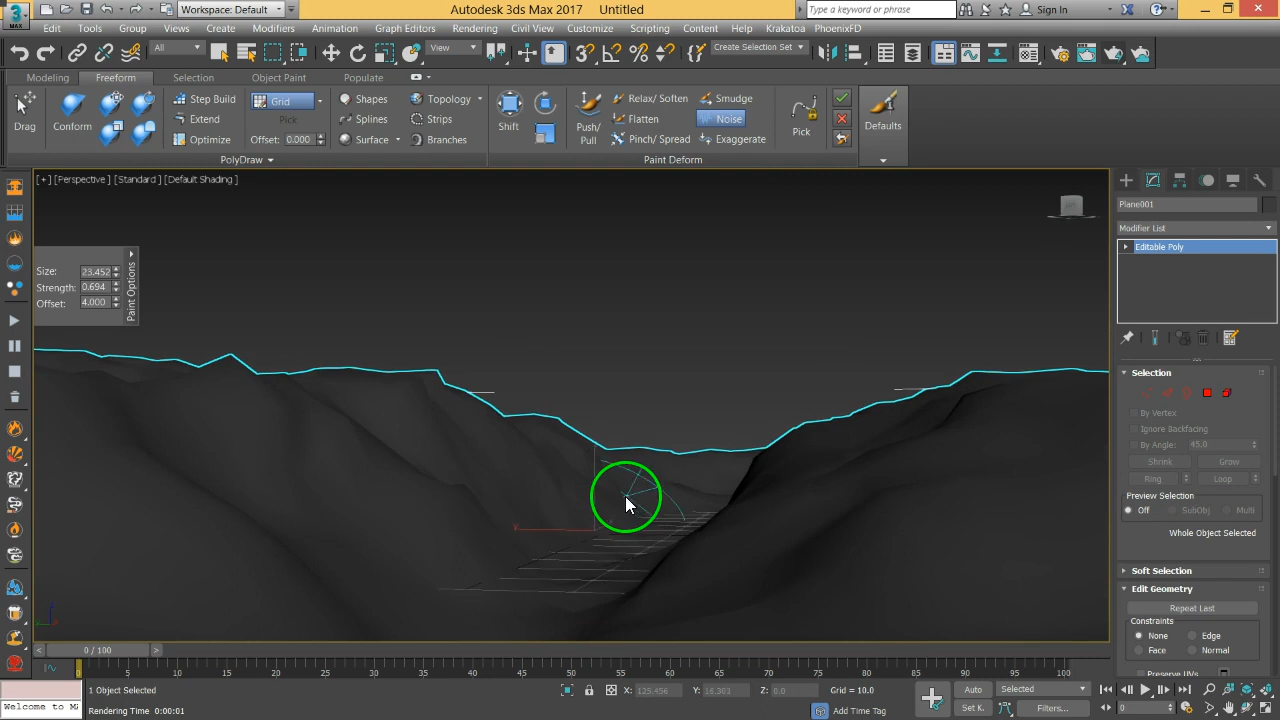 3
MAX
Workspace: Default
Autodesk 3ds Max 2017 Untitled
Type a keyword or phrase
Sign In
Edit Tools Group Views Create Modifiers Animation Graph Editors Rendering Civil View Customize Scripting Content Help Krakatoa PhoenixFD
All
View
Create Selection Set
Modeling Freeform Selection Object Paint Populate
Drag
Conform
Step Build
Extend
Optimize
Grid
Pick
Offset: 0.000
Shapes
Splines
Surface
Topology
Strips
Branches
Shift
Push/
Pull
Relax/ Soften
Flatten
Pinch/ Spread
Smudge
Noise
Exaggerate
Pick
Defaults
PolyDraw
Paint Deform
[ + ] [Perspective ] [Standard ] [Default Shading ]
Size: 23.452
Strength: 0.694
Offset: 4.000
Paint Options
Plane001
Modifier List
Editable Poly
Selection
By Vertex
Ignore Backfacing
By Angle: 45.0
Shrink Grow
Ring Loop
Preview Selection
Off SubObj Multi
Whole Object Selected
Soft Selection
Edit Geometry
Repeat Last
Constraints
None Edge
Face Normal
Preserve UVs
0 / 100
0 5 10 15 20 25 30 35 40 45 50 55 60 65 70 75 80 85 90 95 100
1 Object Selected
X: 125.456 Y: 16.303 Z: 0.0 Grid = 10.0
Auto Selected
Welcome to M
Rendering Time 0:00:01
Add Time Tag
Set K. Filters...
0